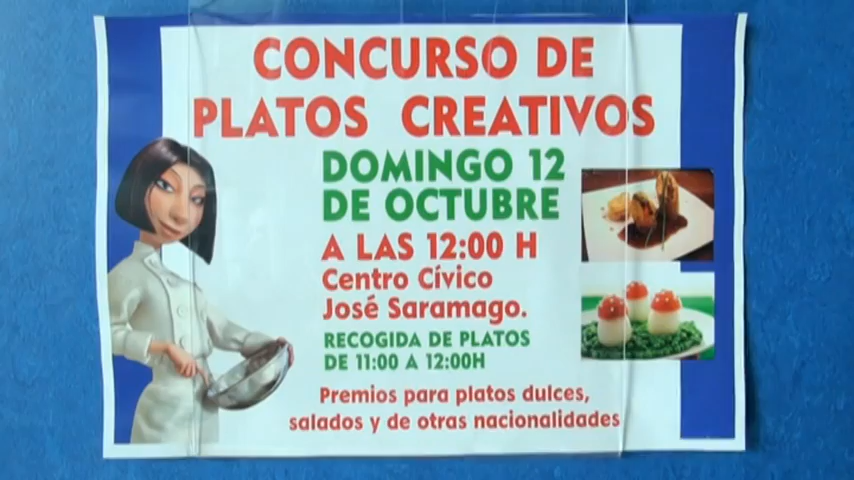 CONCURSO DE
PLATOS CREATIVOS
DOMINGO 12
DE OCTUBRE
A LAS 12:00 H
Centro Cívico
José Saramago.
RECOGIDA DE PLATOS
DE 11:00 A 12:00H
Premios para platos dulces,
salados y de otras nacionalidades